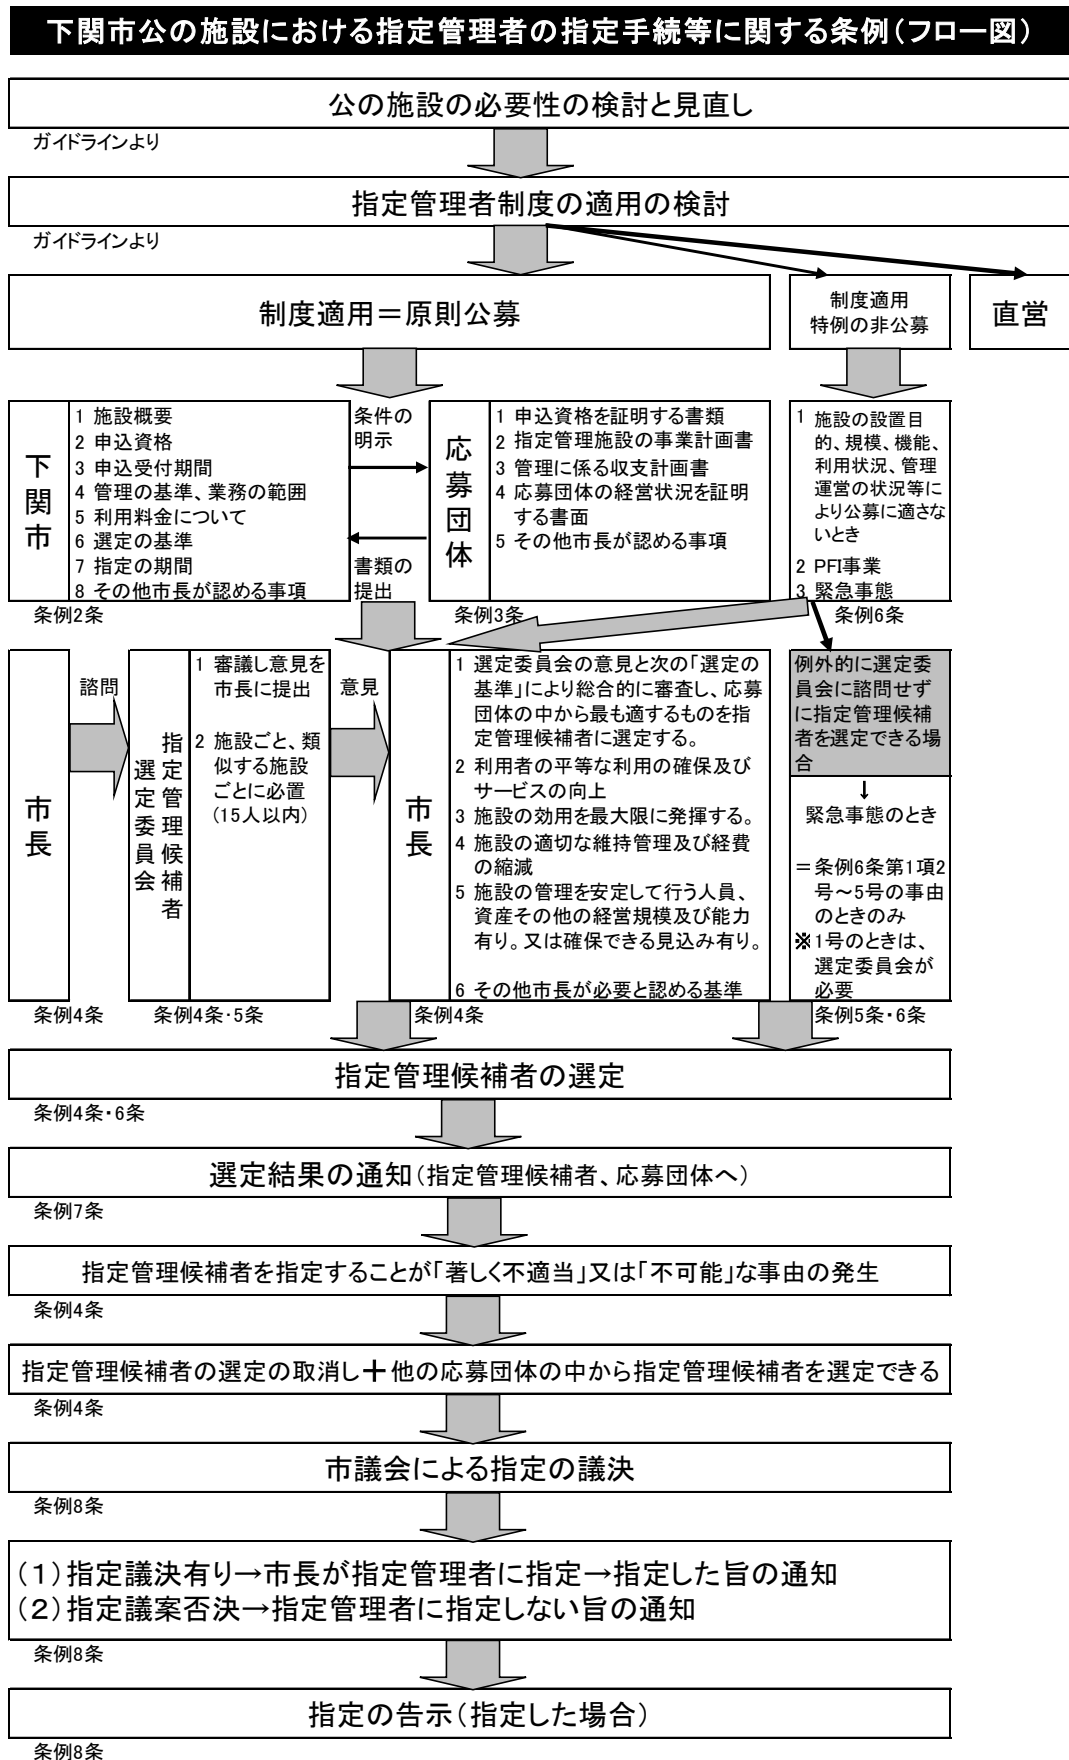 下関市公の施設における指定管理者の指定手続等に関する条例(フロー図)
公の施設の必要性の検討と見直し
ガイドラインより
指定管理者制度の適用の検討
ガイドラインより
制度適用＝原則公募
制度適用
特例の非公募
直営
下関市
1 施設概要
2 申込資格
3 申込受付期間
4 管理の基準、業務の範囲
5 利用料金について
6 選定の基準
7 指定の期間
8 その他市長が認める事項
条例2条
条件の
明示
書類の
提出
応募団体
1 申込資格を証明する書類
2 指定管理施設の事業計画書
3 管理に係る収支計画書
4 応募団体の経営状況を証明
する書面
5 その他市長が認める事項
条例3条
1 施設の設置目
的、規模、機能、
利用状況、管理
運営の状況等に
より公募に適さな
いとき
2 PFI事業
3 緊急事態
条例6条
市長
条例4条
諮問
指定管理候補者
選定委員会
1 審議し意見を
市長に提出
2 施設ごと、類
似する施設
ごとに必置
(15人以内)
条例4条・5条
意見
市長
1 選定委員会の意見と次の「選定の
基準」により総合的に審査し、応募
団体の中から最も適するものを指
定管理候補者に選定する。
2 利用者の平等な利用の確保及び
サービスの向上
3 施設の効用を最大限に発揮する。
4 施設の適切な維持管理及び経費
の縮減
5 施設の管理を安定して行う人員、
資産その他の経営規模及び能力
有り。又は確保できる見込み有り。
6 その他市長が必要と認める基準
条例4条
例外的に選定委
員会に諮問せず
に指定管理候補
者を選定できる場
合
↓
緊急事態のとき
＝条例6条第1項2
号～5号の事由
のときのみ
※1号のときは、
選定委員会が
必要
条例5条・6条
指定管理候補者の選定
条例4条・6条
選定結果の通知(指定管理候補者、応募団体へ)
条例7条
指定管理候補者を指定することが「著しく不適当」又は「不可能」な事由の発生
条例4条
指定管理候補者の選定の取消し＋他の応募団体の中から指定管理候補者を選定できる
条例4条
市議会による指定の議決
条例8条
(1)指定議決有り→市長が指定管理者に指定→指定した旨の通知
(2)指定議案否決→指定管理者に指定しない旨の通知
条例8条
指定の告示(指定した場合)
条例8条